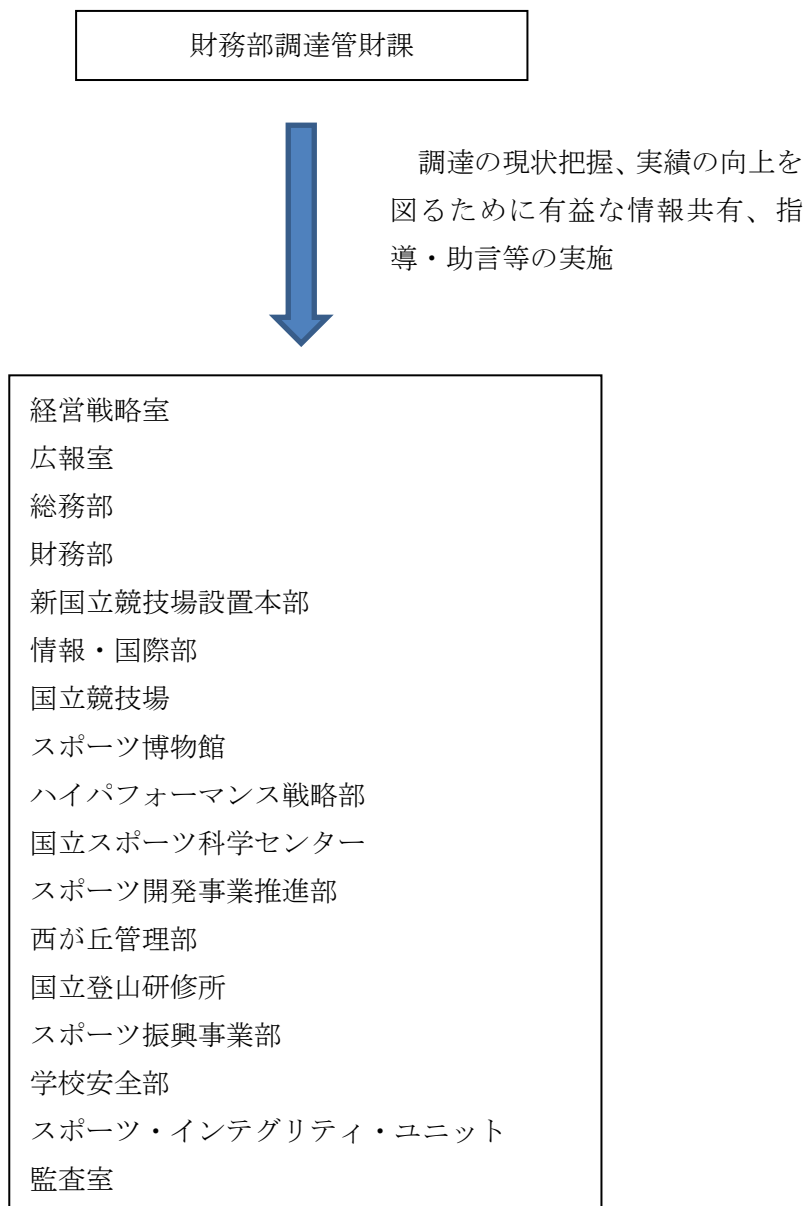 財務部調達管財課
調達の現状把握、実績の向上を
図るために有益な情報共有、指
導・助言等の実施
経営戦略室
広報室
総務部
財務部
新国立競技場設置本部
情報・国際部
国立競技場
スポーツ博物館
ハイパフォーマンス戦略部
国立スポーツ科学センター
スポーツ開発事業推進部
西が丘管理部
国立登山研修所
スポーツ振興事業部
学校安全部
スポーツ・インテグリティ・ユニット
監査室